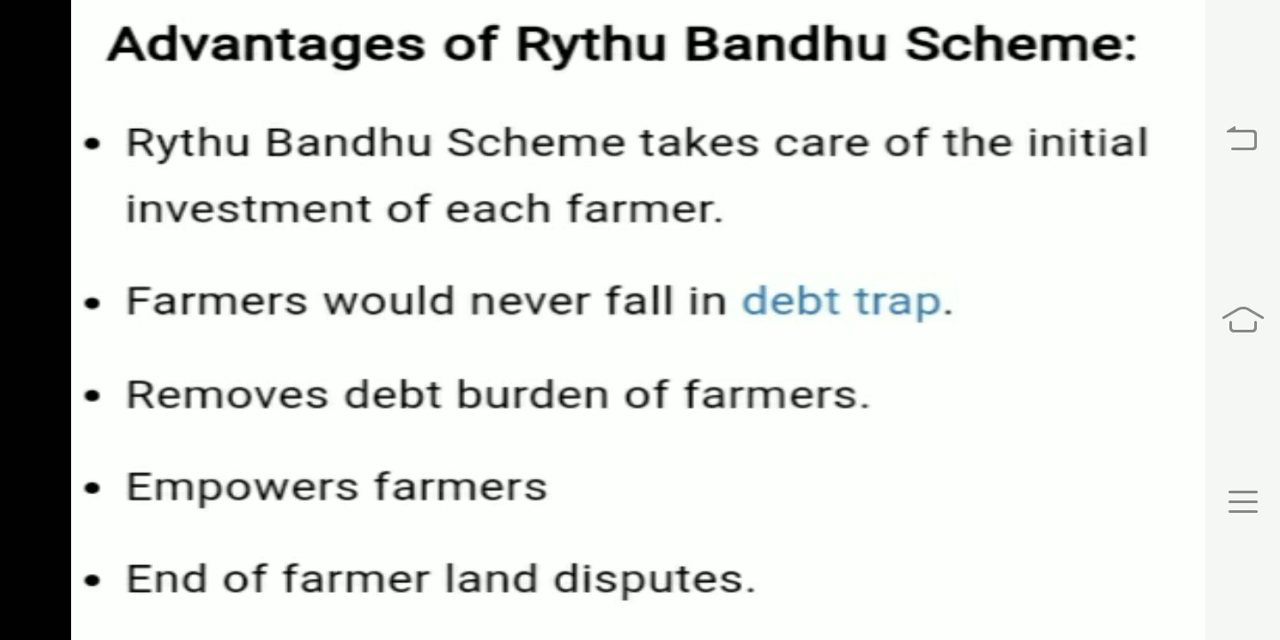 Advantages of Rythu Bandhu Scheme:
• Rythu Bandhu Scheme takes care of the initial
investment of each farmer.
• Farmers would never fall in debt trap.
• Removes debt burden of farmers.
• Empowers farmers
• End of farmer land disputes.